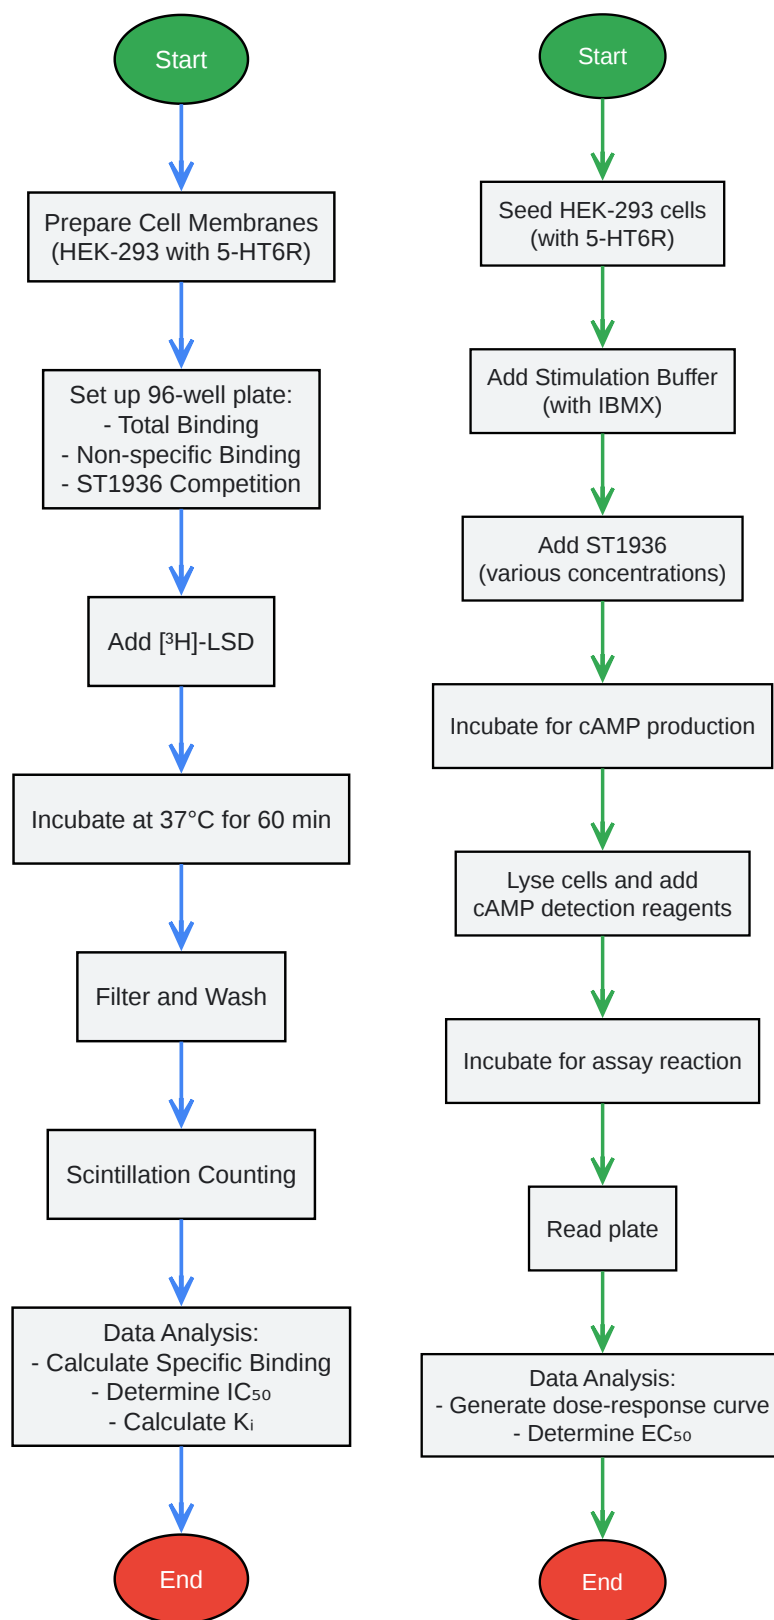 Start
Prepare Cell Membranes
(HEK-293 with 5-HT6R)
Set up 96-well plate:
- Total Binding
- Non-specific Binding
- ST1936 Competition
Add [³H]-LSD
Incubate at 37°C for 60 min
Filter and Wash
Scintillation Counting
Data Analysis:
- Calculate Specific Binding
- Determine IC₅₀
- Calculate Kᵢ
End
Start
Seed HEK-293 cells
(with 5-HT6R)
Add Stimulation Buffer
(with IBMX)
Add ST1936
(various concentrations)
Incubate for cAMP production
Lyse cells and add
cAMP detection reagents
Incubate for assay reaction
Read plate
Data Analysis:
- Generate dose-response curve
- Determine EC₅₀
End